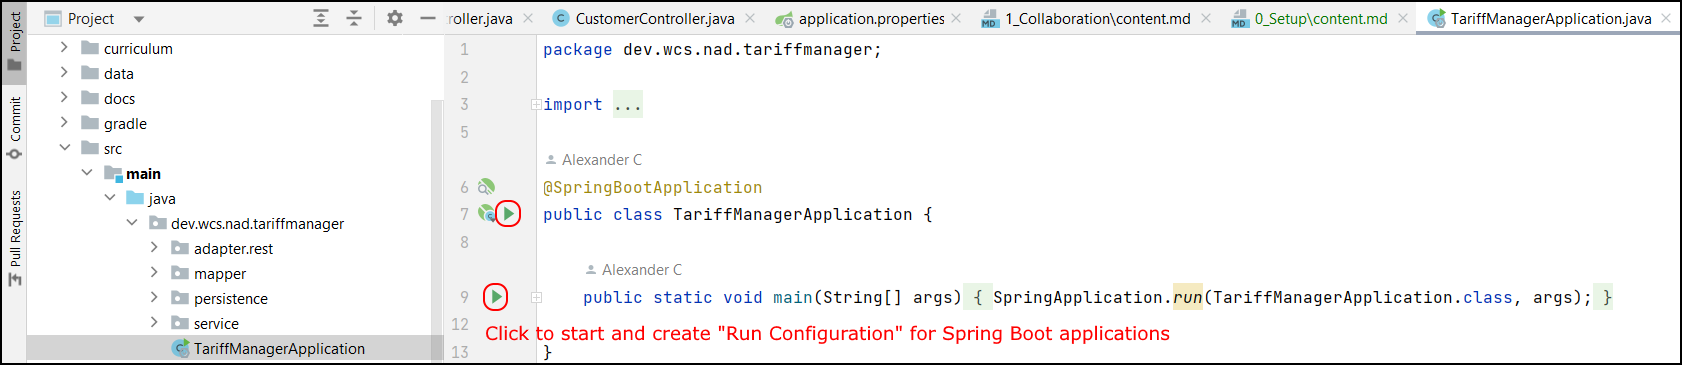 Project
Commit
Pull Requests
Project
roller.java
CustomerController.java
application.properties
1_Collaboration\content.md
0_Setup\content.md
TariffManagerApplication.java
curriculum
data
docs
gradle
src
main
java
dev.wcs.nad.tariffmanager
adapter.rest
mapper
persistence
service
TariffManagerApplication
1 package dev.wcs.nad.tariffmanager;
2
3 import ...
5
Alexander C
6 @SpringBootApplication
7 public class TariffManagerApplication {
8
Alexander C
9 public static void main(String[] args) { SpringApplication.run(TariffManagerApplication.class, args); }
12
Click to start and create "Run Configuration" for Spring Boot applications
13 }